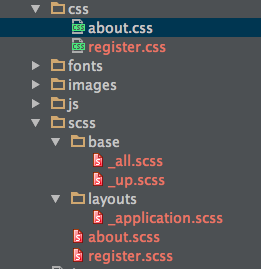 css
about.css
register.css
fonts
images
js
scss
base
_all.scss
_up.scss
layouts
_application.scss
about.scss
register.scss